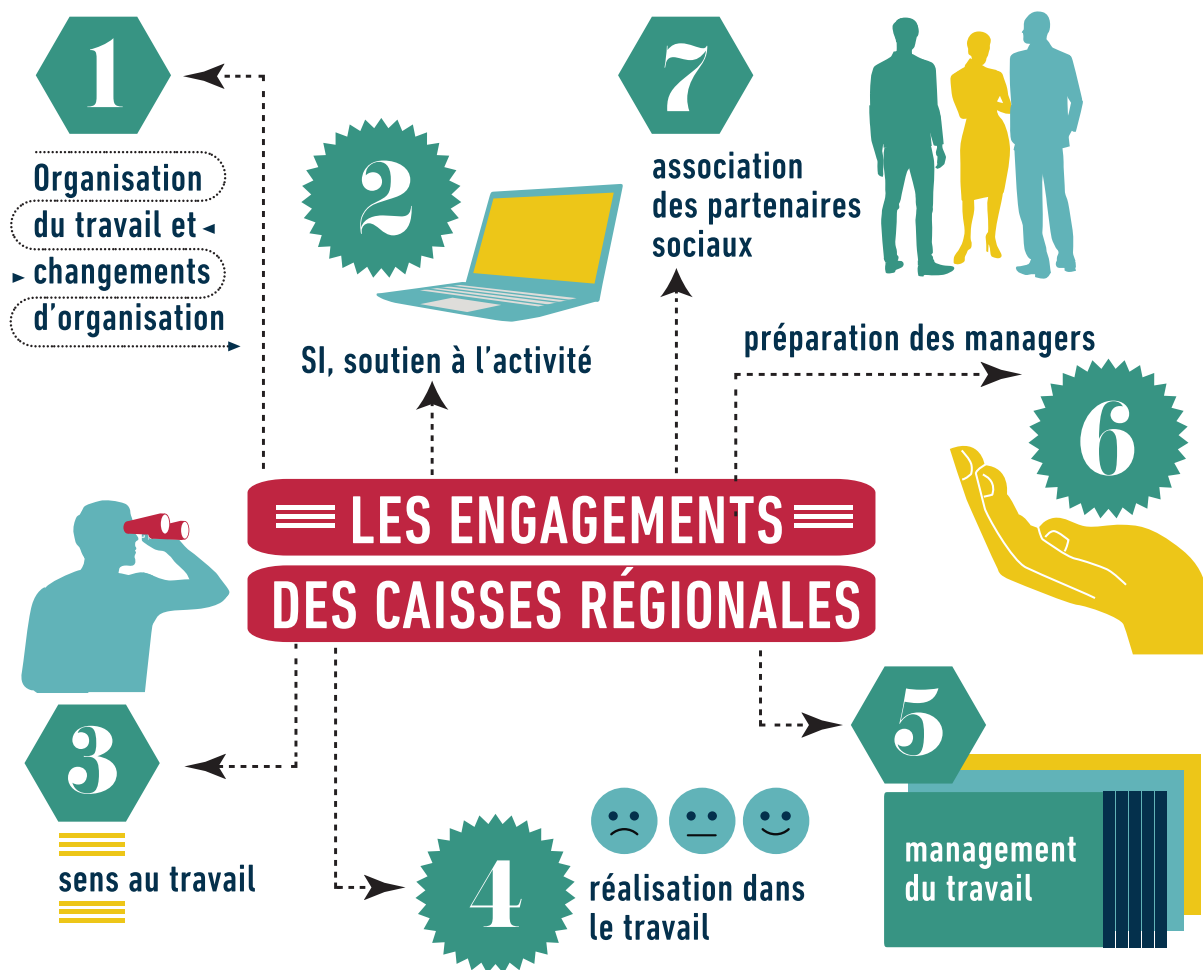 1
Organisation
du travail et
changements
d'organisation
2
SI, soutien à l'activité
7
association
des partenaires
sociaux
préparation des managers
6
LES ENGAGEMENTS
DES CAISSES RÉGIONALES
3
sens au travail
4
réalisation dans
le travail
5
management
du travail